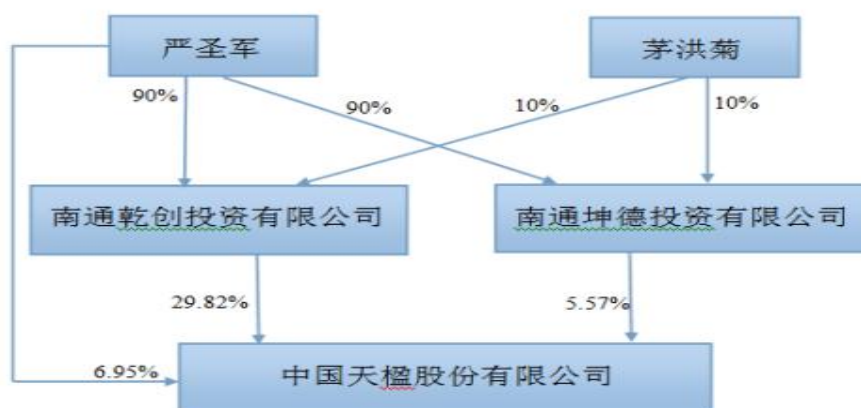 严圣军
茅洪菊
90%
90%
10%
10%
南通乾创投资有限公司
南通坤德投资有限公司
29.82%
5.57%
6.95%
中国天楹股份有限公司